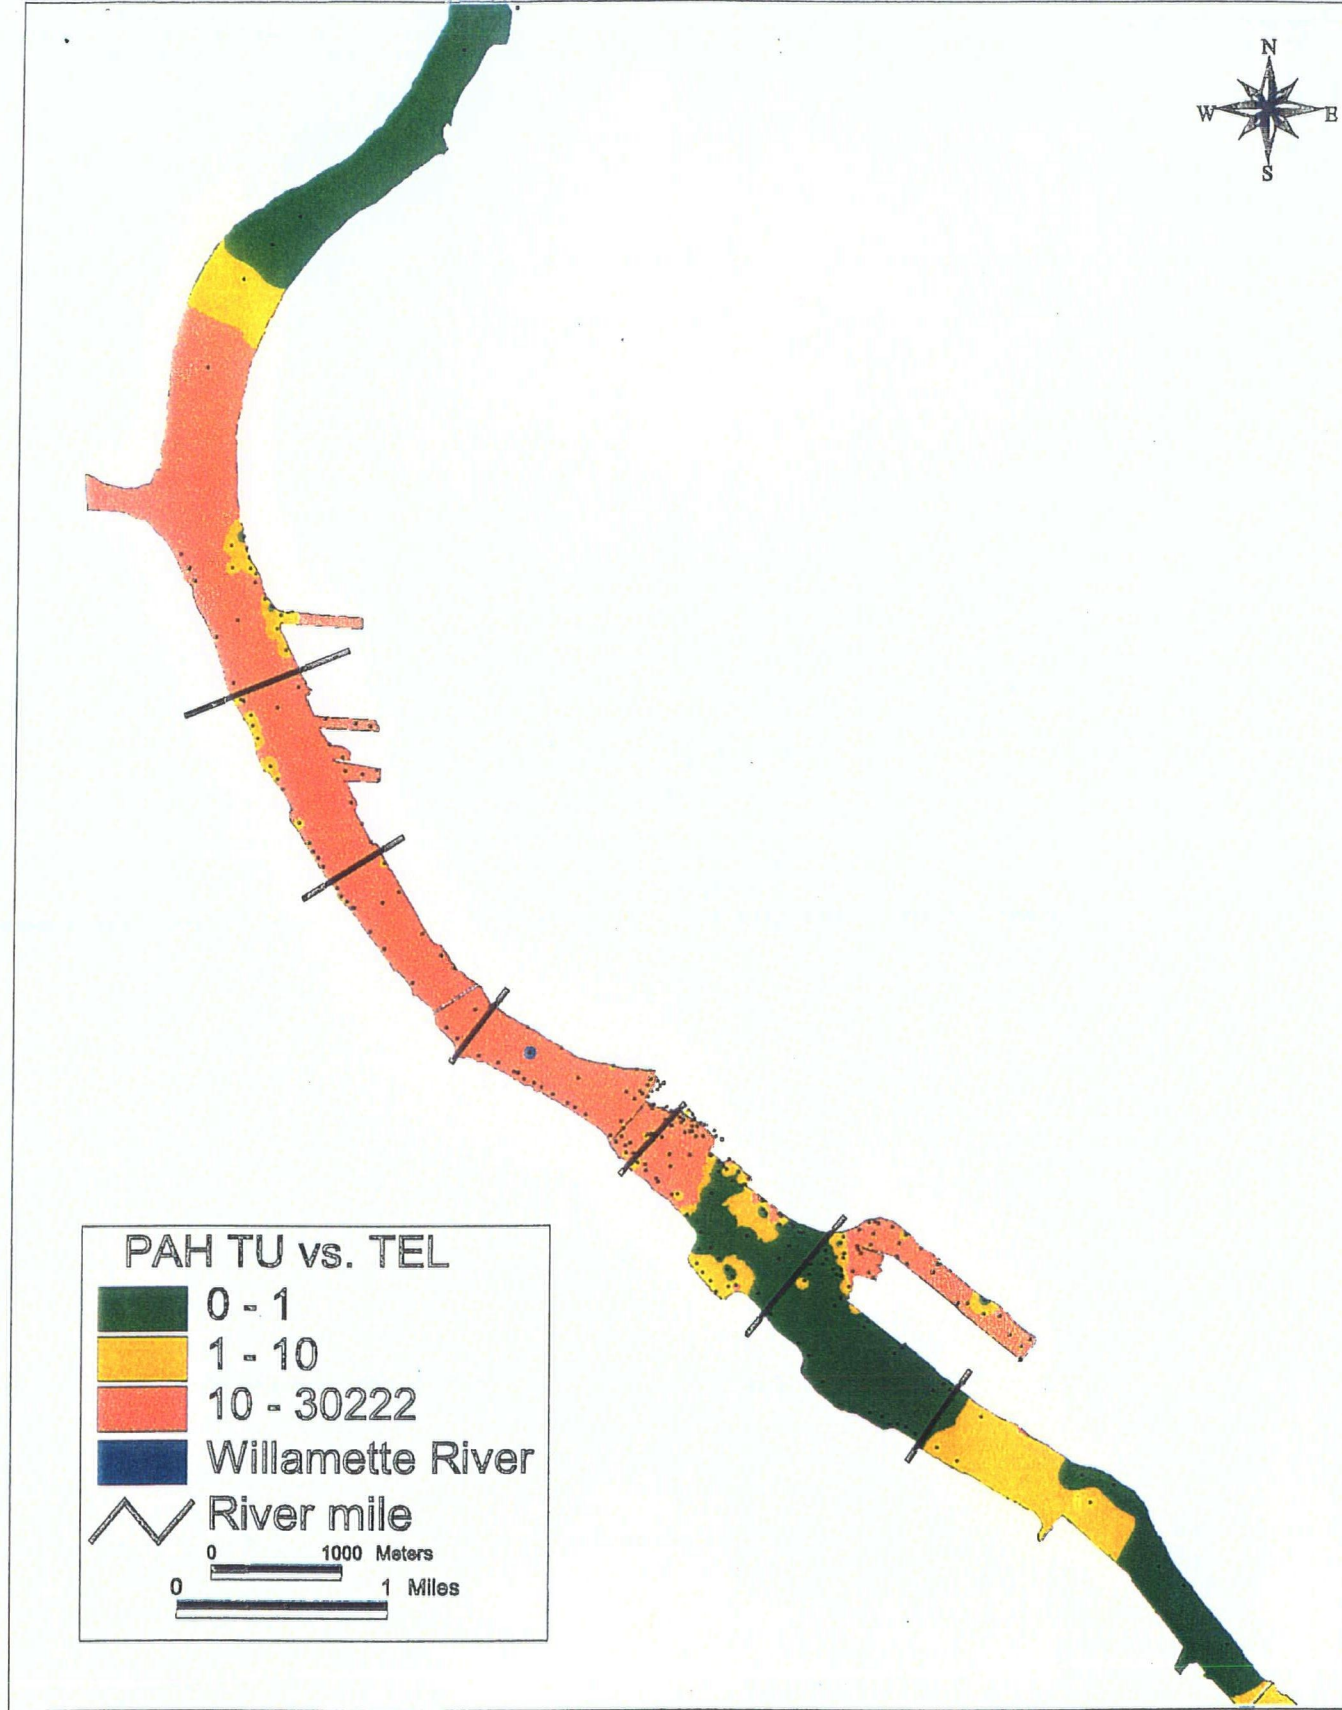 N
W E
S
PAH TU vs. TEL
0 - 1
1 - 10
10 - 30222
Willamette River
River mile
0 1000 Meters
0 1 Miles